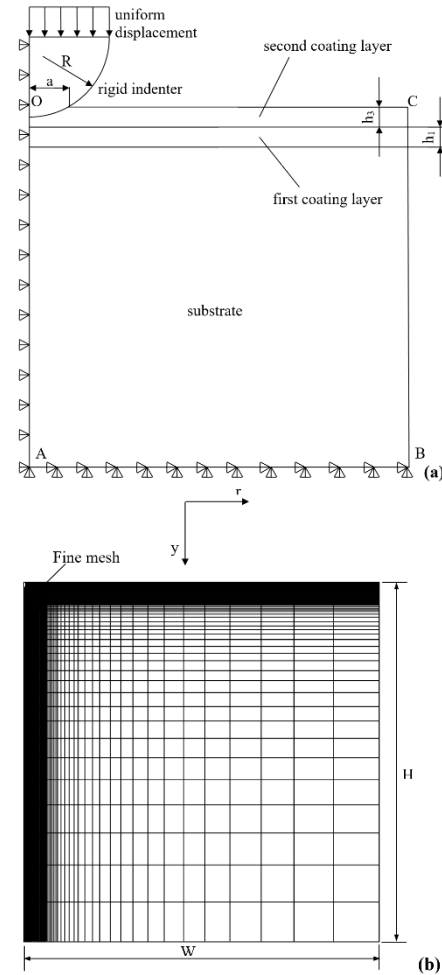 uniform
displacement
R
a
rigid indenter
O
second coating layer
C
h3
h1
first coating layer
substrate
A
B
(a)
r
y
Fine mesh
H
W
(b)